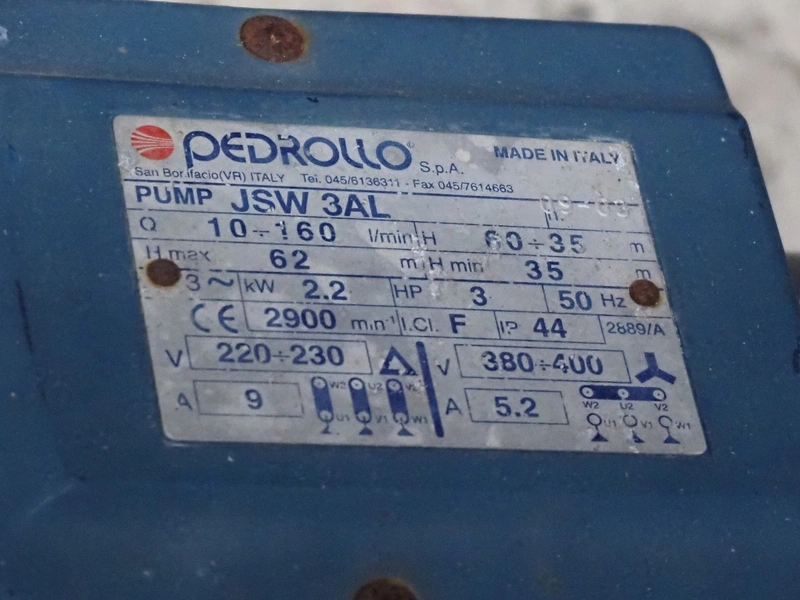 PEDROLLO S.p.A. MADE IN ITALY
San Bonifacio(VR) ITALY Tel. 045/6136311 - Fax 045/7614663
PUMP JSW 3AL
Q 10÷160 l/min H 60÷35 m
H max 62 m H min 35 m
3~ kW 2.2 HP 3 50 Hz
CE 2900 min⁻¹ I.Cl. F IP 44 2889/A
V 220÷230 Δ V 380÷400
A 9 W2 U2 V2 A 5.2 W2 U2 V2
U1 V1 W1 U1 V1 W1